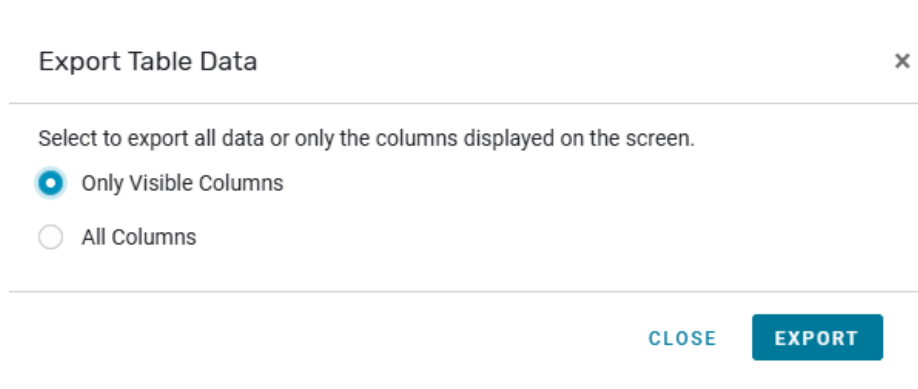 Export Table Data
×
Select to export all data or only the columns displayed on the screen.
Only Visible Columns
All Columns
CLOSE EXPORT